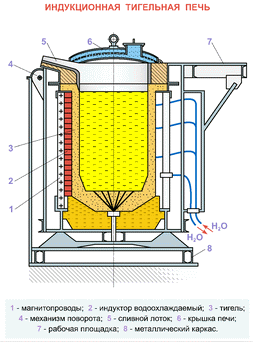 ИНДУКЦИОННАЯ ТИГЕЛЬНАЯ ПЕЧЬ
5
6
7
4
3
2
1
H₂O
H₂O
8
1 - магнитопроводы; 2 - индуктор водоохлаждаемый; 3 - тигель;
4 - механизм поворота; 5 - сливной лоток; 6 - крышка печи;
7 - рабочая площадка; 8 - металлический каркас.